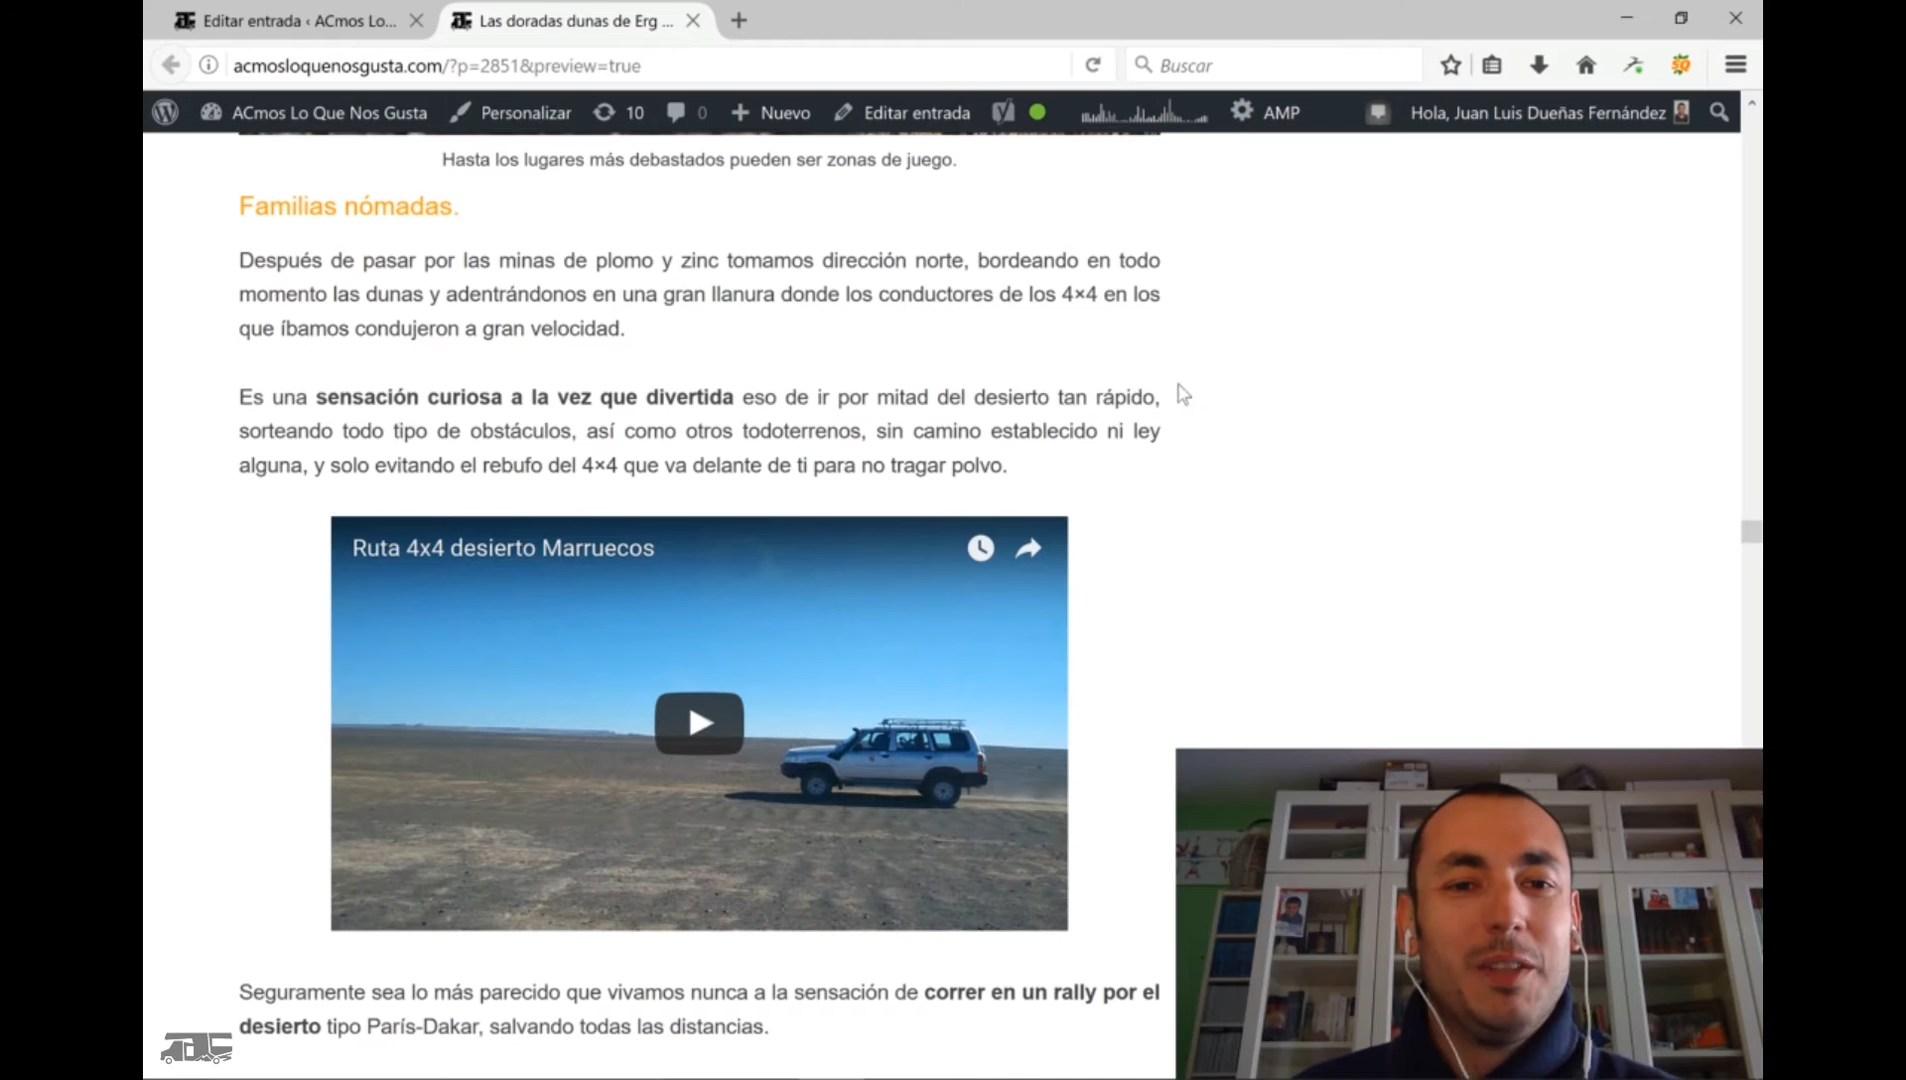 Editar entrada ‹ ACmos Lo...
Las doradas dunas de Erg ...
acmosloquenosgusta.com/?p=2851&preview=true
Buscar
ACmos Lo Que Nos Gusta
Personalizar
10
0
Nuevo
Editar entrada
AMP
Hola, Juan Luis Dueñas Fernández
Hasta los lugares más debastados pueden ser zonas de juego.
Familias nómadas.
Después de pasar por las minas de plomo y zinc tomamos dirección norte, bordeando en todo
momento las dunas y adentrándonos en una gran llanura donde los conductores de los 4×4 en los
que íbamos condujeron a gran velocidad.
Es una sensación curiosa a la vez que divertida eso de ir por mitad del desierto tan rápido,
sorteando todo tipo de obstáculos, así como otros todoterrenos, sin camino establecido ni ley
alguna, y solo evitando el rebufo del 4×4 que va delante de ti para no tragar polvo.
Ruta 4x4 desierto Marruecos
Seguramente sea lo más parecido que vivamos nunca a la sensación de correr en un rally por el
desierto tipo París-Dakar, salvando todas las distancias.